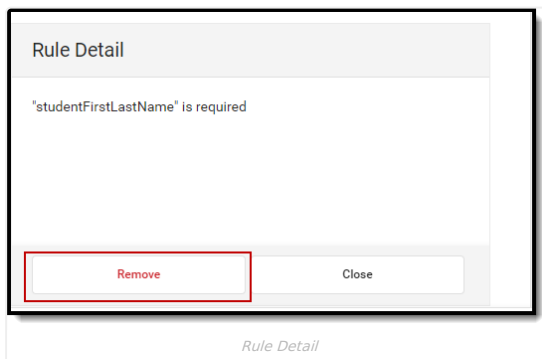 Rule Detail
"studentFirstLastName" is required
Remove
Close
Rule Detail